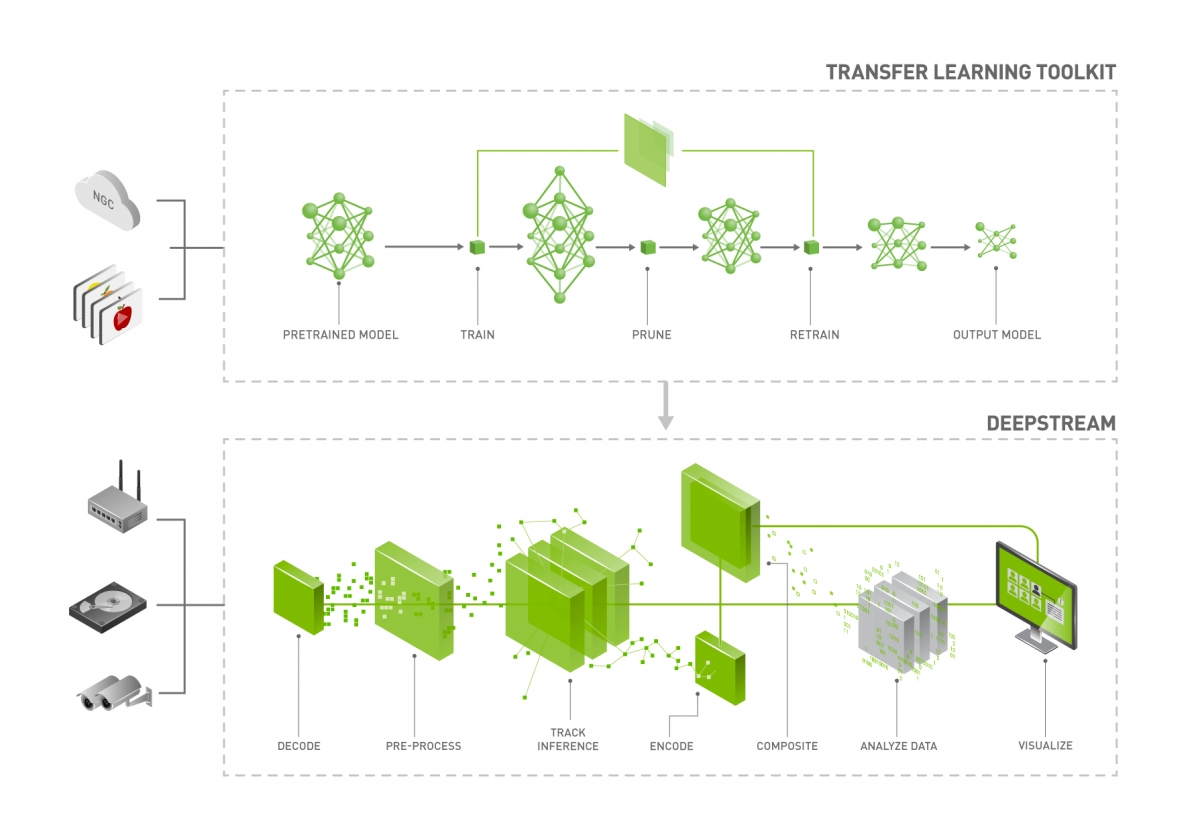 TRANSFER LEARNING TOOLKIT
NGC
PRETRAINED MODEL
TRAIN
PRUNE
RETRAIN
OUTPUT MODEL
DEEPSTREAM
DECODE
PRE-PROCESS
TRACK
INFERENCE
ENCODE
COMPOSITE
ANALYZE DATA
VISUALIZE